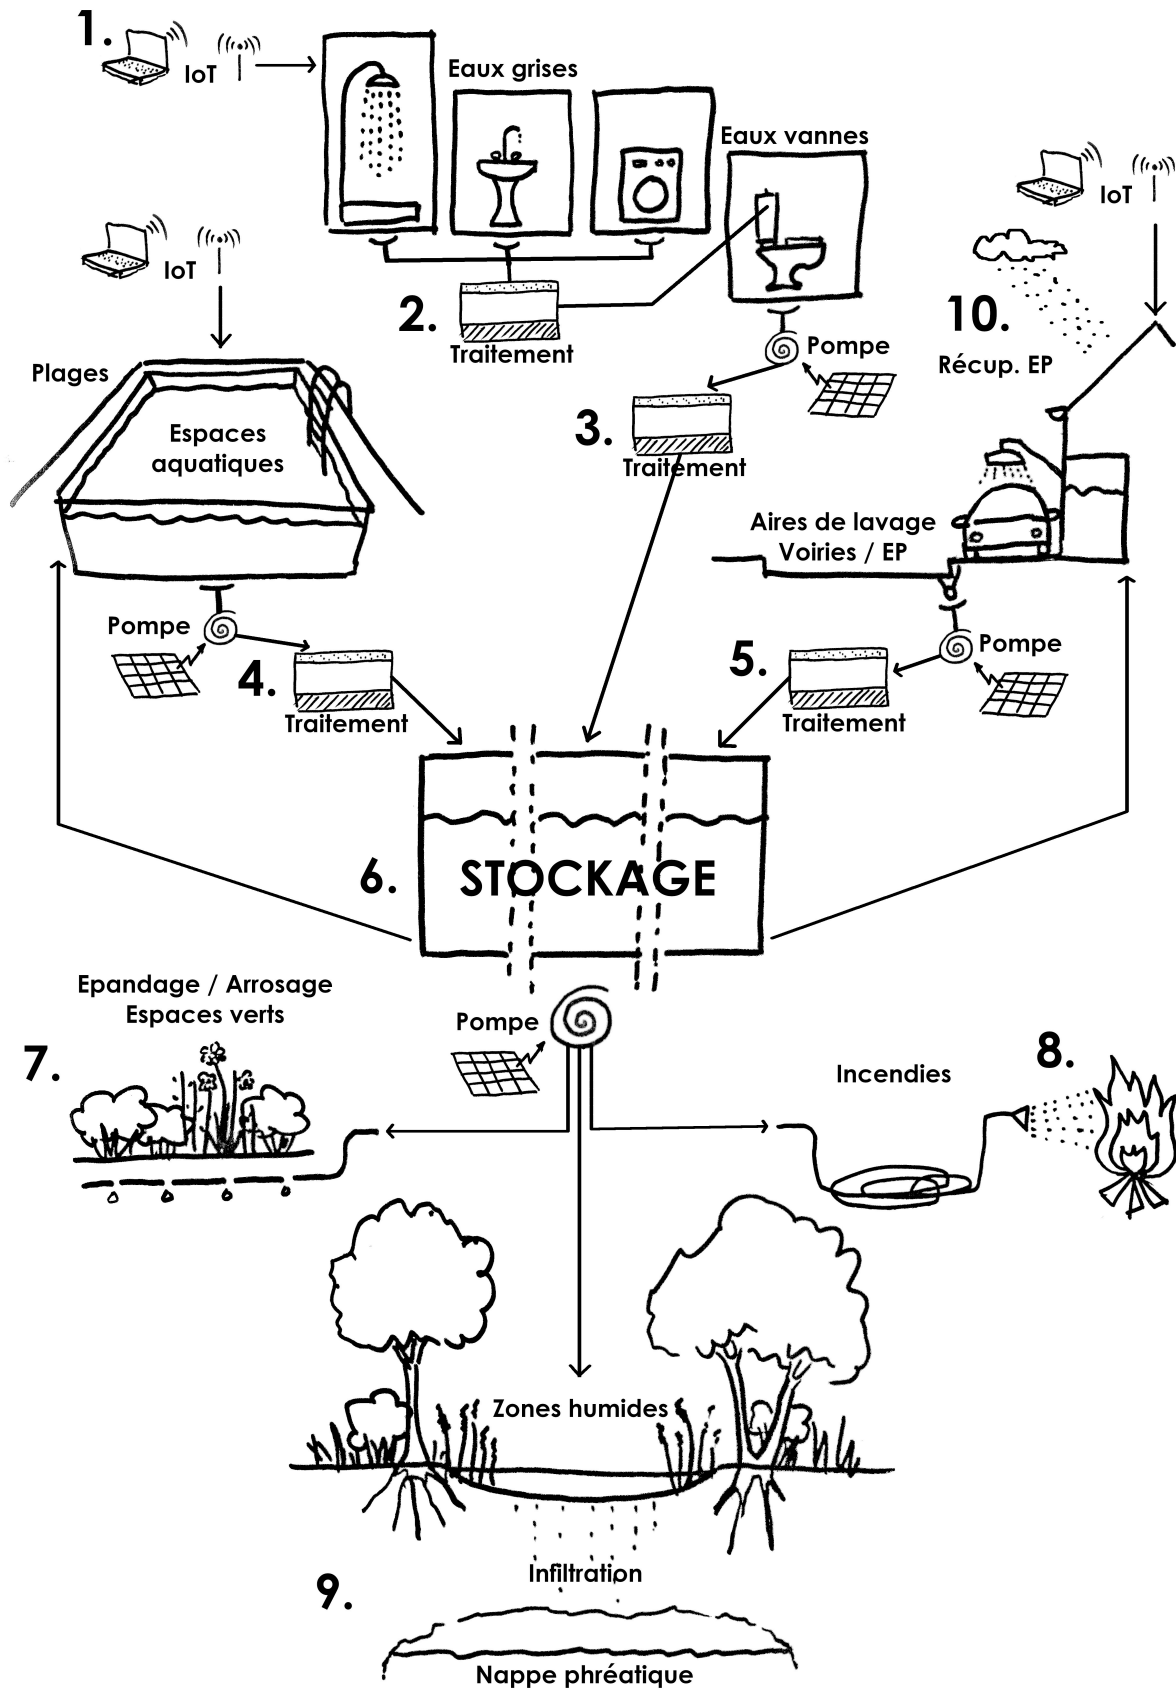 1.
IoT
Eaux grises
Eaux vannes
IoT
IoT
2.
Traitement
10.
Récup. EP
Pompe
Plages
Espaces
aquatiques
3.
Traitement
Aires de lavage
Voiries / EP
Pompe
4.
Traitement
5.
Pompe
Traitement
6.
STOCKAGE
Epandage / Arrosage
Espaces verts
7.
Pompe
Incendies
8.
Zones humides
Infiltration
9.
Nappe phréatique